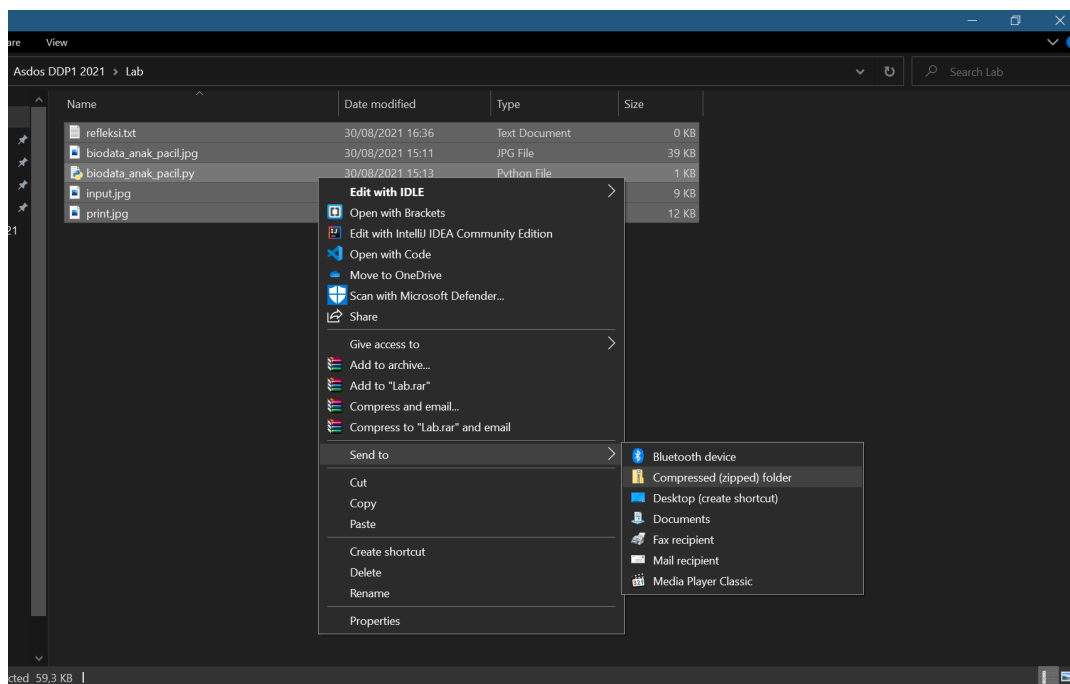 are View
Asdos DDP1 2021 > Lab Search Lab
Name Date modified Type Size
refleksi.txt 30/08/2021 16:36 Text Document 0 KB
biodata_anak_pacil.jpg 30/08/2021 15:11 JPG File 39 KB
biodata_anak_pacil.py 30/08/2021 15:13 Python File 1 KB
input.jpg 9 KB
print.jpg 12 KB
21
Edit with IDLE
Open with Brackets
Edit with IntelliJ IDEA Community Edition
Open with Code
Move to OneDrive
Scan with Microsoft Defender...
Share
Give access to
Add to archive...
Add to "Lab.rar"
Compress and email...
Compress to "Lab.rar" and email
Send to
Cut
Copy
Paste
Create shortcut
Delete
Rename
Properties
Bluetooth device
Compressed (zipped) folder
Desktop (create shortcut)
Documents
Fax recipient
Mail recipient
Media Player Classic
cted 59,3 KB